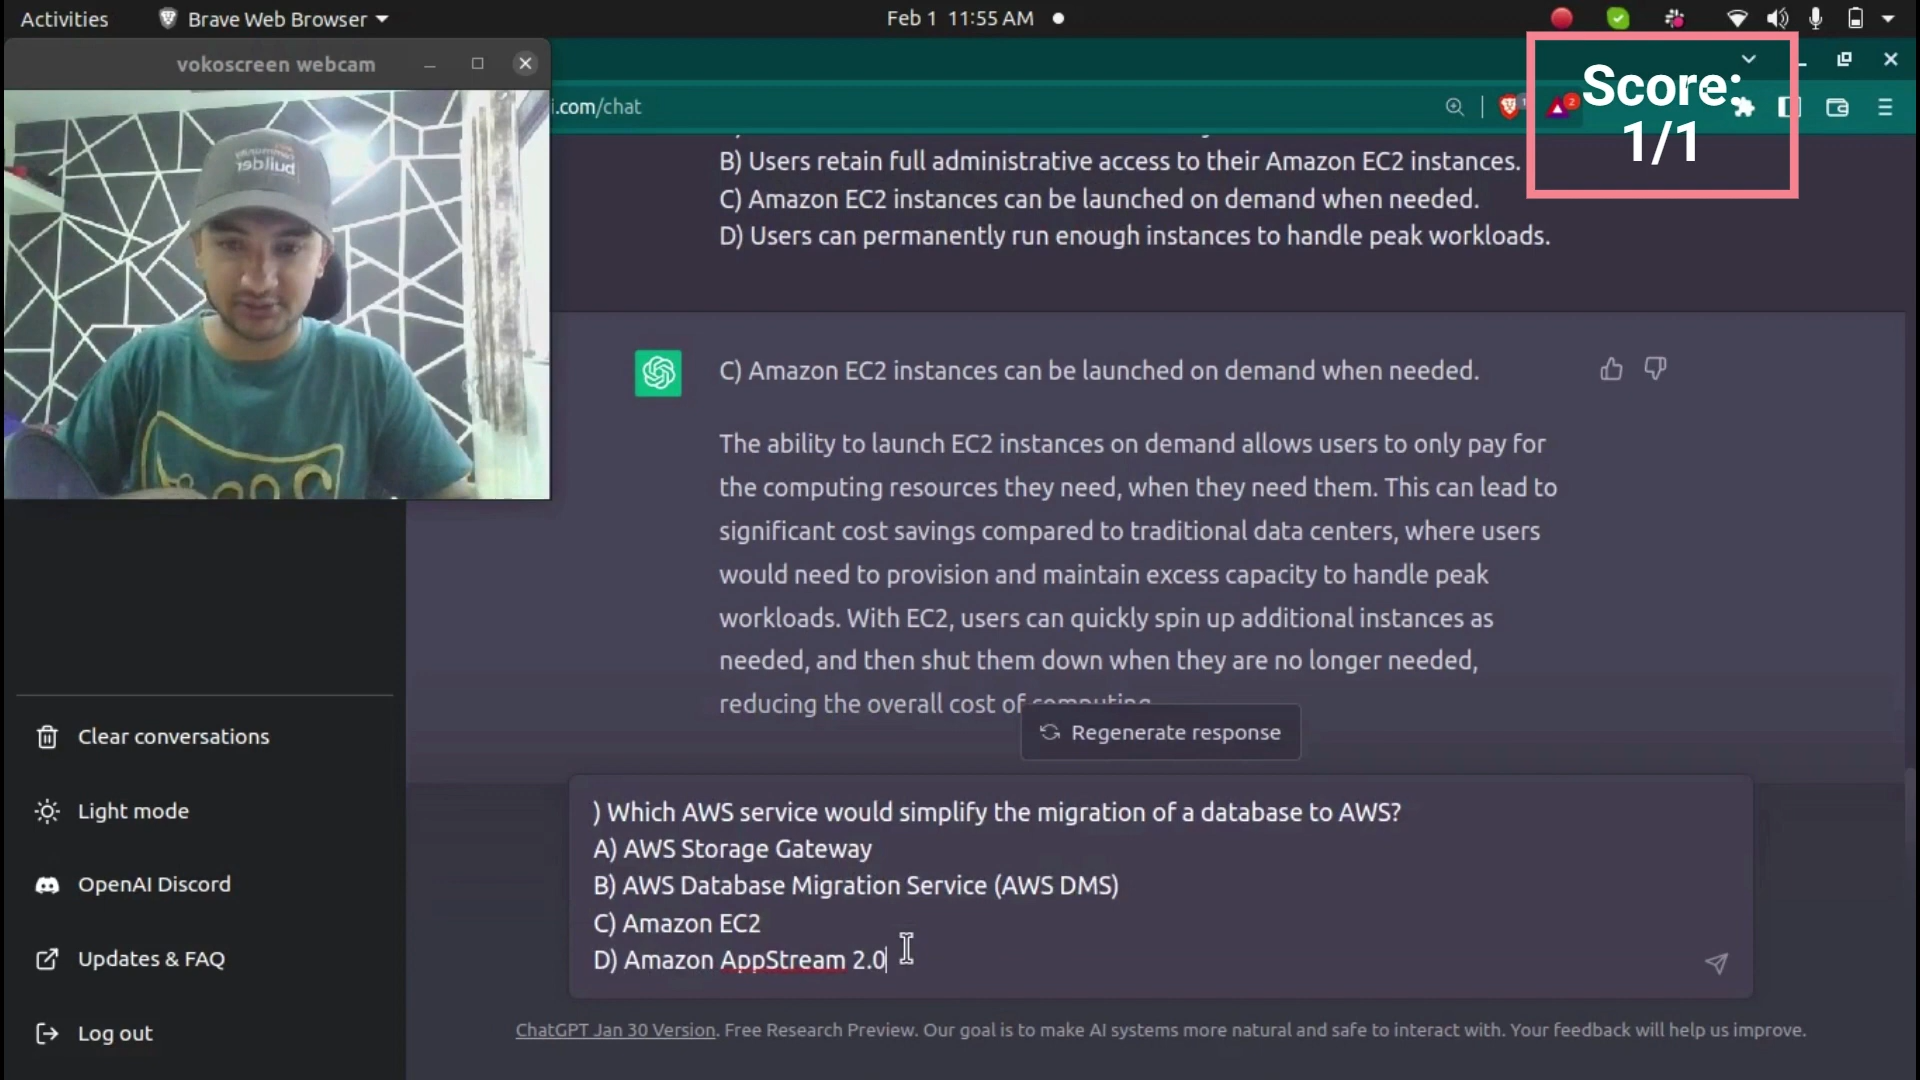 Activities
Brave Web Browser
Feb 1 11:55 AM
vokoscreen webcam
i.com/chat
2
Score:
1/1
builder
B) Users retain full administrative access to their Amazon EC2 instances.
C) Amazon EC2 instances can be launched on demand when needed.
D) Users can permanently run enough instances to handle peak workloads.
C) Amazon EC2 instances can be launched on demand when needed.
The ability to launch EC2 instances on demand allows users to only pay for
the computing resources they need, when they need them. This can lead to
significant cost savings compared to traditional data centers, where users
would need to provision and maintain excess capacity to handle peak
workloads. With EC2, users can quickly spin up additional instances as
needed, and then shut them down when they are no longer needed,
reducing the overall cost of computing.
Regenerate response
Clear conversations
Light mode
OpenAI Discord
Updates & FAQ
Log out
) Which AWS service would simplify the migration of a database to AWS?
A) AWS Storage Gateway
B) AWS Database Migration Service (AWS DMS)
C) Amazon EC2
D) Amazon AppStream 2.0
ChatGPT Jan 30 Version. Free Research Preview. Our goal is to make AI systems more natural and safe to interact with. Your feedback will help us improve.